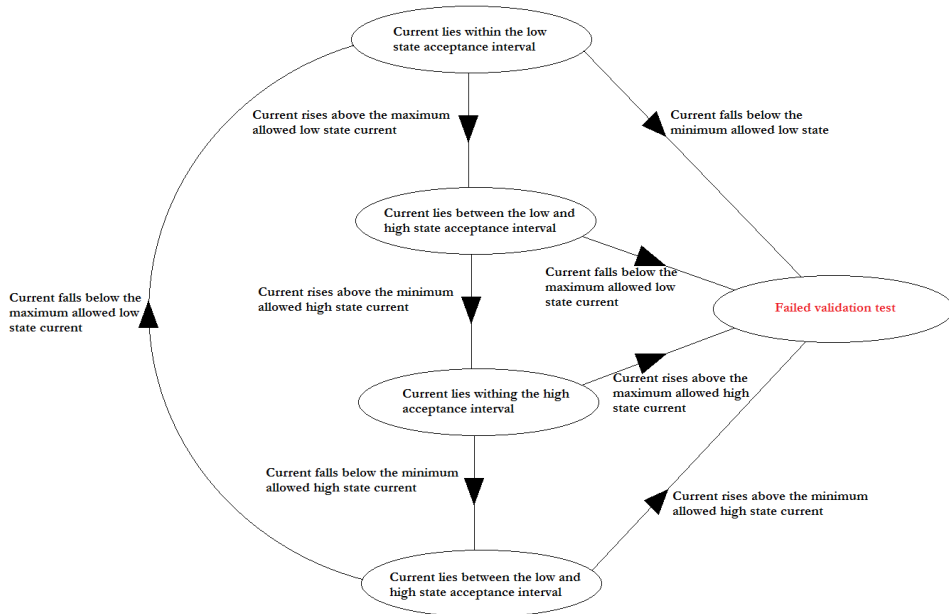 Current lies within the low
state acceptance interval
Current rises above the maximum
allowed low state current
Current falls below the
minimum allowed low state
Current lies between the low and
high state acceptance interval
Current falls below the
maximum allowed low
state current
Current rises above the minimum
allowed high state current
Current falls below the
maximum allowed low
state current
Failed validation test
Current lies withing the high
acceptance interval
Current rises above the
maximum allowed high
state current
Current falls below the minimum
allowed high state current
Current rises above the minimum
allowed high state current
Current lies between the low and
high state acceptance interval